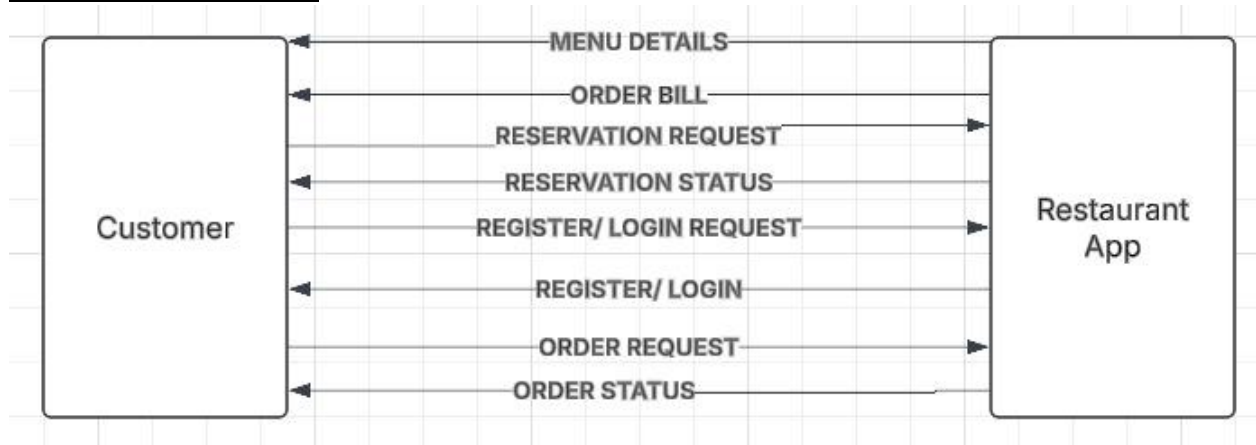 MENU DETAILS
ORDER BILL
RESERVATION REQUEST
RESERVATION STATUS
Customer
REGISTER/ LOGIN REQUEST
Restaurant
App
REGISTER/ LOGIN
ORDER REQUEST
ORDER STATUS